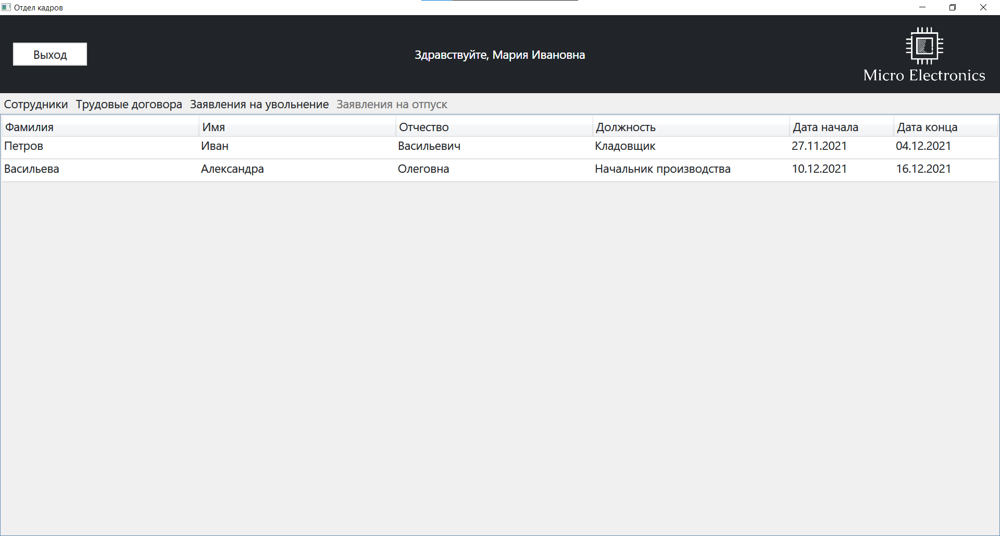 Отдел кадров
Выход
Здравствуйте, Мария Ивановна
Micro Electronics
Сотрудники Трудовые договора Заявления на увольнение Заявления на отпуск
Фамилия Имя Отчество Должность Дата начала Дата конца
Петров Иван Васильевич Кладовщик 27.11.2021 04.12.2021
Васильева Александра Олеговна Начальник производства 10.12.2021 16.12.2021